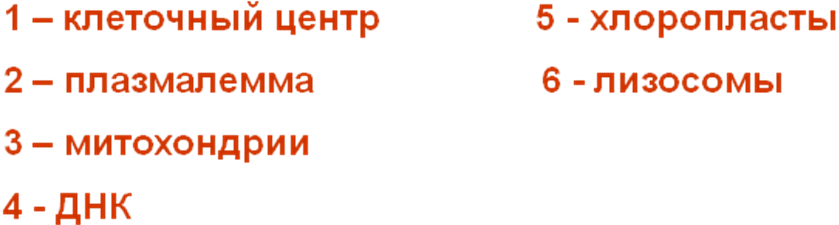 1 – клеточный центр
2 – плазмалемма
3 – митохондрии
4 - ДНК
5 - хлоропласты
6 - лизосомы